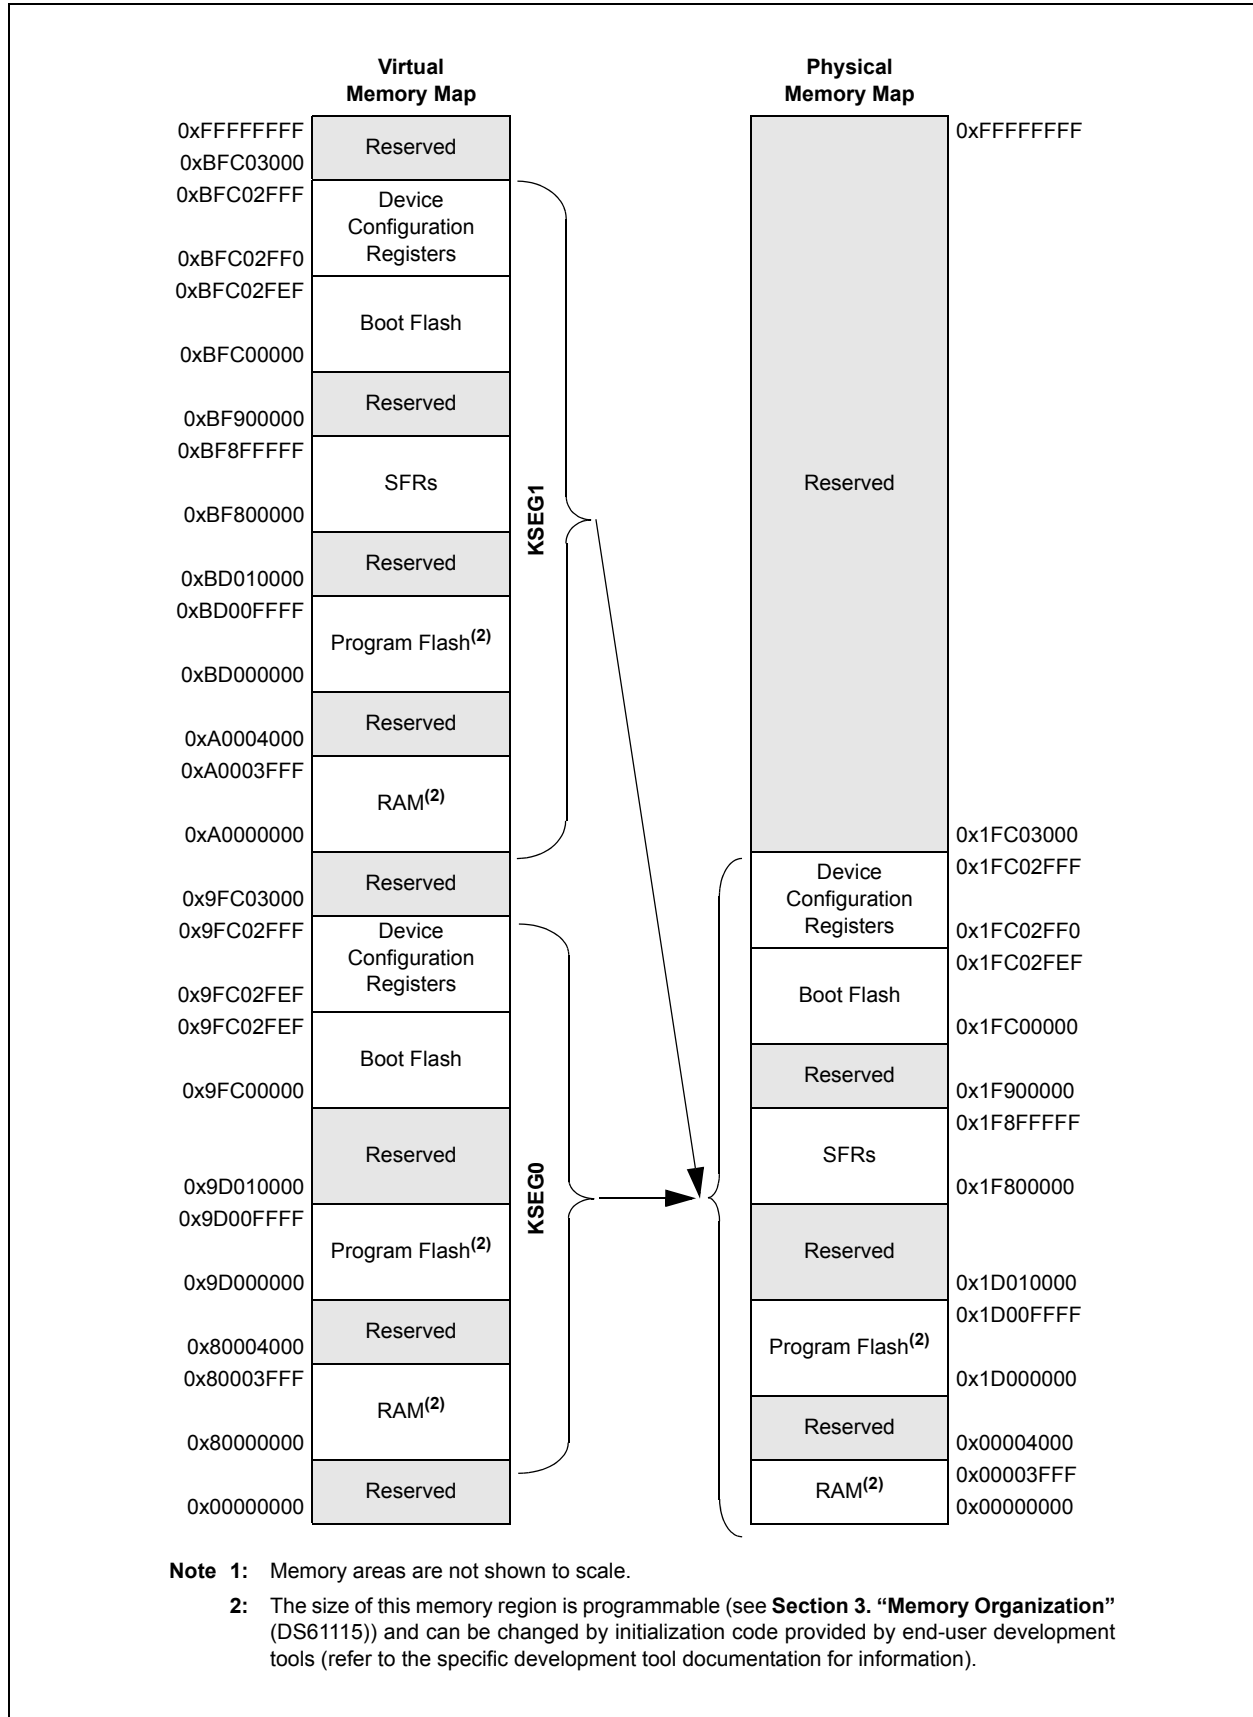 Virtual
Memory Map
0xFFFFFFFF
0xBFC03000
Reserved
0xBFC02FFF
0xBFC02FF0
Device
Configuration
Registers
0xBFC02FEF
0xBFC00000
Boot Flash
Reserved
0xBF900000
0xBF8FFFFF
0xBF800000
SFRs
Reserved
0xBD010000
0xBD00FFFF
0xBD000000
Program Flash(2)
Reserved
0xA0004000
0xA0003FFF
0xA0000000
RAM(2)
KSEG1
Reserved
0x9FC03000
0x9FC02FFF
0x9FC02FEF
Device
Configuration
Registers
0x9FC02FEF
0x9FC00000
Boot Flash
Reserved
0x9D010000
0x9D00FFFF
0x9D000000
Program Flash(2)
Reserved
0x80004000
0x80003FFF
0x80000000
RAM(2)
KSEG0
Reserved
0x00000000
Physical
Memory Map
0xFFFFFFFF
Reserved
0x1FC03000
0x1FC02FFF
Device
Configuration
Registers
0x1FC02FF0
0x1FC02FEF
Boot Flash
0x1FC00000
Reserved
0x1F900000
0x1F8FFFFF
SFRs
0x1F800000
Reserved
0x1D010000
0x1D00FFFF
Program Flash(2)
0x1D000000
Reserved
0x00004000
0x00003FFF
RAM(2)
0x00000000
Note 1: Memory areas are not shown to scale.
2: The size of this memory region is programmable (see Section 3. “Memory Organization”
(DS61115)) and can be changed by initialization code provided by end-user development
tools (refer to the specific development tool documentation for information).